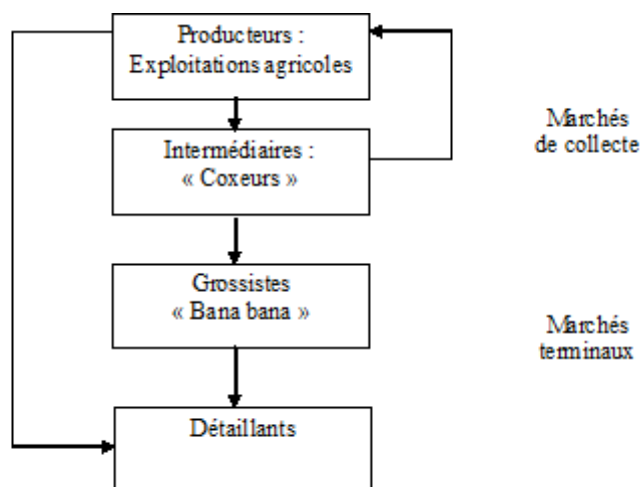 Producteurs :
Exploitations agricoles
Intermédiaires :
« Coxeurs »
Marchés
de collecte
Grossistes
« Bana bana »
Marchés
terminaux
Détaillants